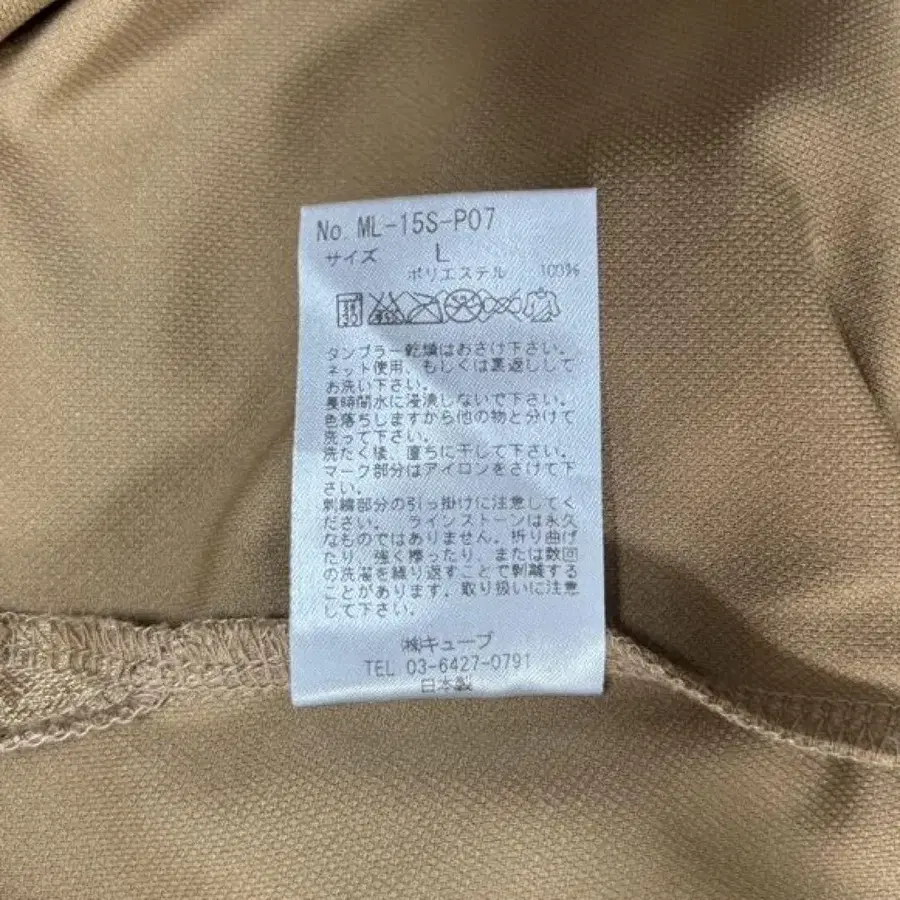 No. ML-15S-P07
サイズ L
ポリエステル 100%
タンブラー乾燥はおさけ下さい。
ネット使用、もしくは裏返しして
お洗い下さい。
長時間水に浸漬しないで下さい。
色落ちしますから他の物と分けて
洗って下さい。
洗たく後、直ちに干して下さい。
マーク部分はアイロンをさけて下
さい。
刺繍部分の引っ掛けに注意してく
ださい。 ラインストーンは永久
なものではありません。折り曲げ
たり、強く擦ったり、または数回
の洗濯を繰り返すことで剥離する
ことがあります。取り扱いに注意
して下さい。
㈱キューブ
TEL 03-6427-0791
日本製